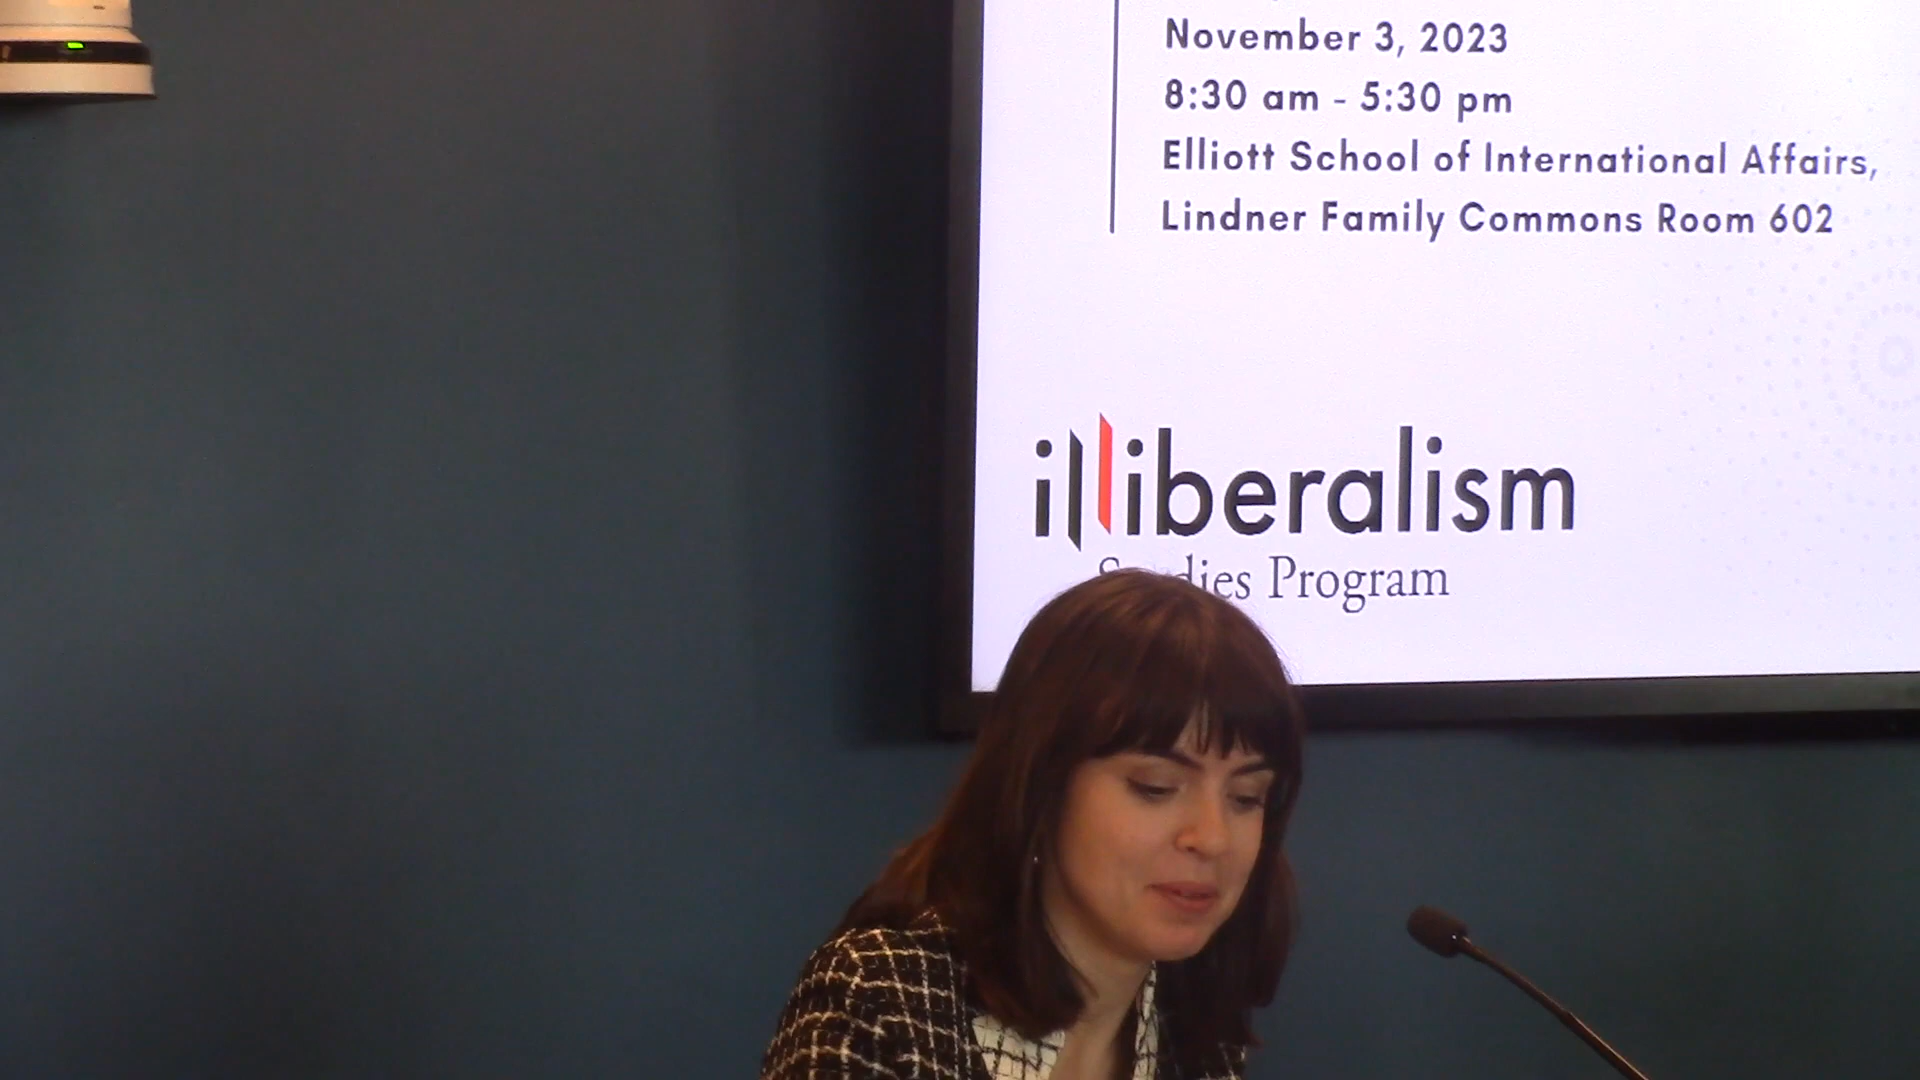 November 3, 2023
8:30 am - 5:30 pm
Elliott School of International Affairs,
Lindner Family Commons Room 602
illiberalism
Program